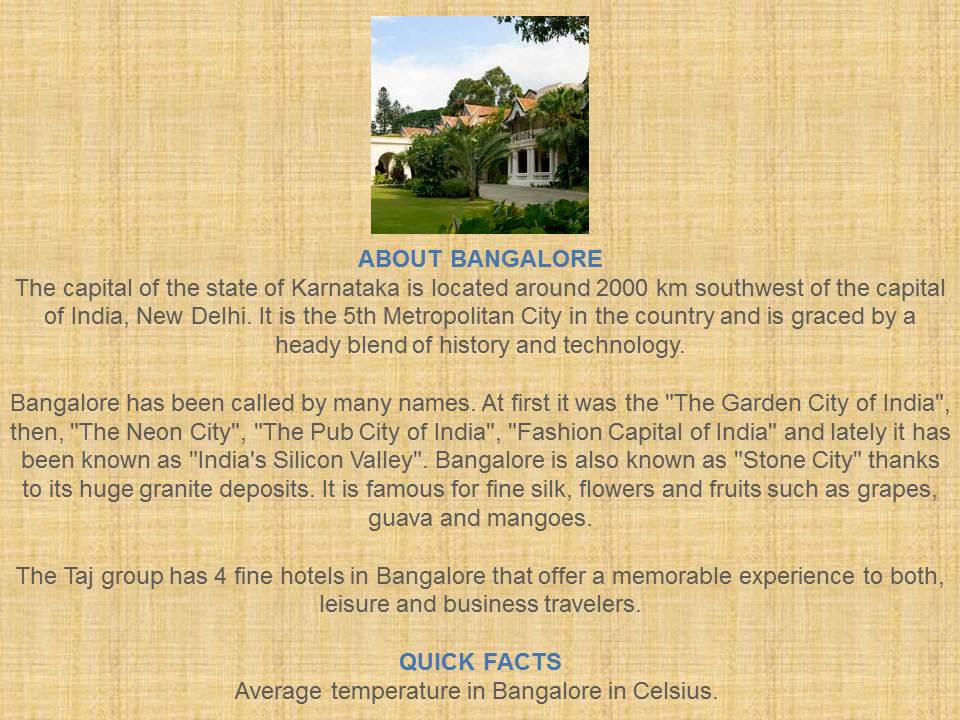 ABOUT BANGALORE
The capital of the state of Karnataka is located around 2000 km southwest of the capital
of India, New Delhi. It is the 5th Metropolitan City in the country and is graced by a
heady blend of history and technology.
Bangalore has been called by many names. At first it was the "The Garden City of India",
then, "The Neon City", "The Pub City of India", "Fashion Capital of India" and lately it has
been known as "India's Silicon Valley". Bangalore is also known as "Stone City" thanks
to its huge granite deposits. It is famous for fine silk, flowers and fruits such as grapes,
guava and mangoes.
The Taj group has 4 fine hotels in Bangalore that offer a memorable experience to both,
leisure and business travelers.
QUICK FACTS
Average temperature in Bangalore in Celsius.